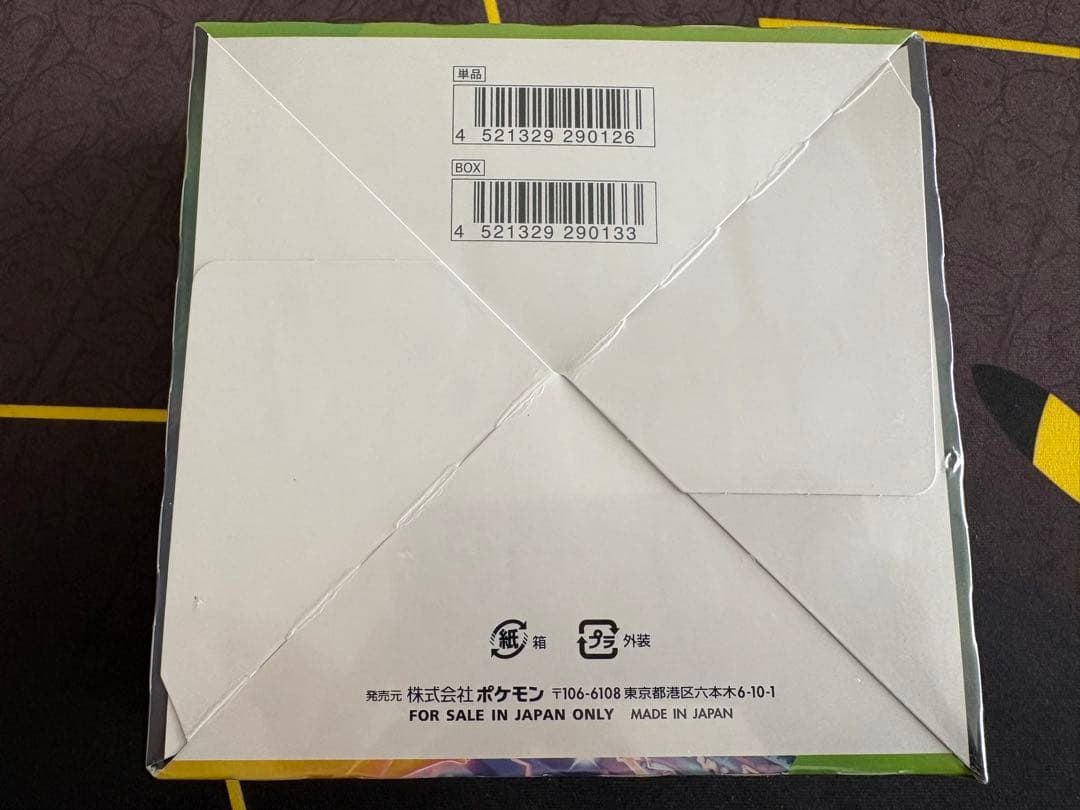 単品
4 521329 290126
BOX
4 521329 290133
紙 箱 プラ 外装
発売元 株式会社ポケモン 〒106-6108 東京都港区六本木6-10-1
FOR SALE IN JAPAN ONLY MADE IN JAPAN